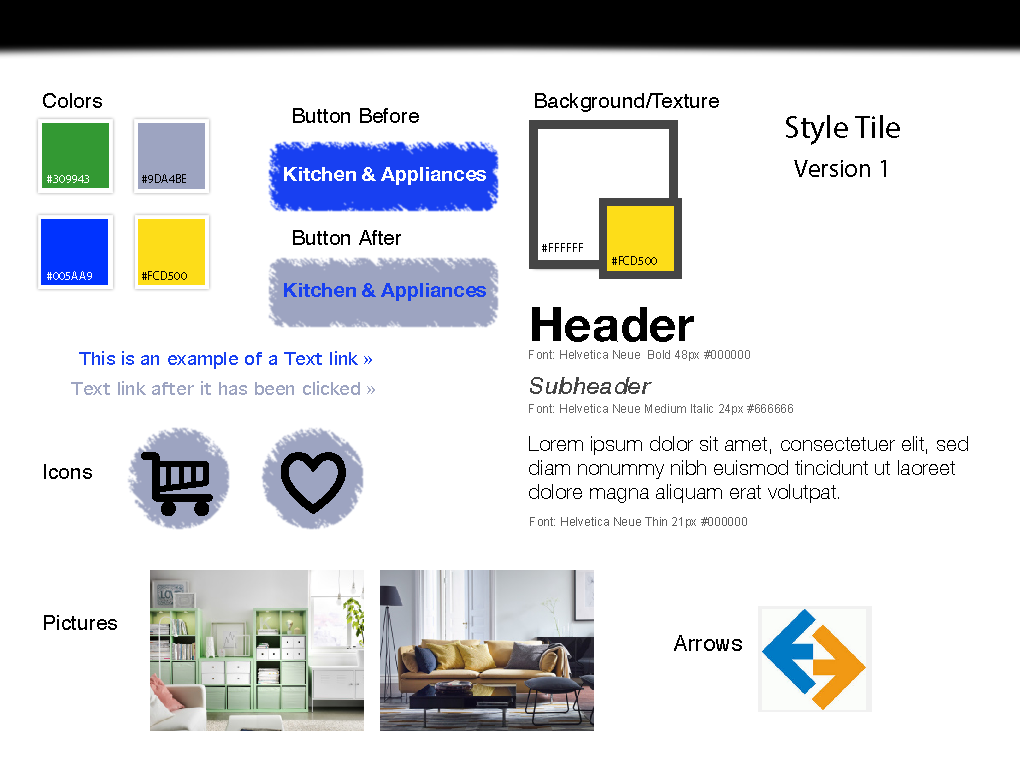 Colors
#309943
#9DA4BE
#005AA9
#FCD500
Button Before
Kitchen & Appliances
Button After
Kitchen & Appliances
This is an example of a Text link »
Text link after it has been clicked »
Icons
Pictures
Background/Texture
#FFFFFF
#FCD500
Style Tile
Version 1
Header
Font: Helvetica Neue  Bold 48px #000000
Subheader
Font: Helvetica Neue Medium Italic 24px #666666
Lorem ipsum dolor sit amet, consectetuer elit, sed
diam nonummy nibh euismod tincidunt ut laoreet
dolore magna aliquam erat volutpat.
Font: Helvetica Neue Thin 21px #000000
Arrows